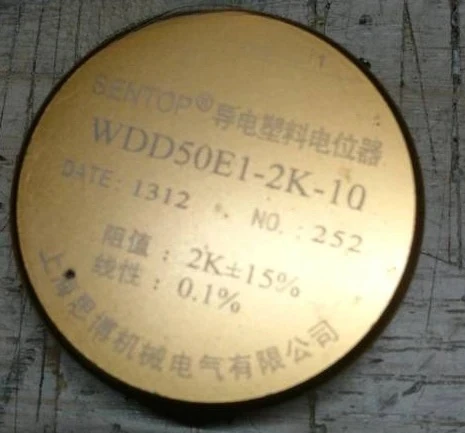 SENTOP®导电塑料电位器
WDD50E1-2K-10
DATE: 1312 NO.: 252
阻值：2K±15%
线性：0.1%
上海思博机械电气有限公司